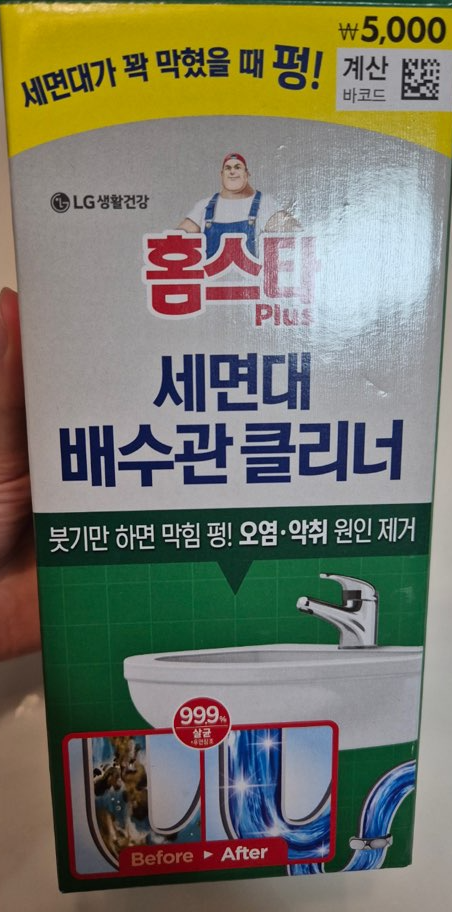 세면대가 꽉 막혔을 때 펑!
₩5,000
계산
바코드
LG생활건강
홈스타
Plus
세면대
배수관 클리너
붓기만 하면 막힘 펑! 오염·악취 원인 제거
99.9%
살균
Before ▶ After